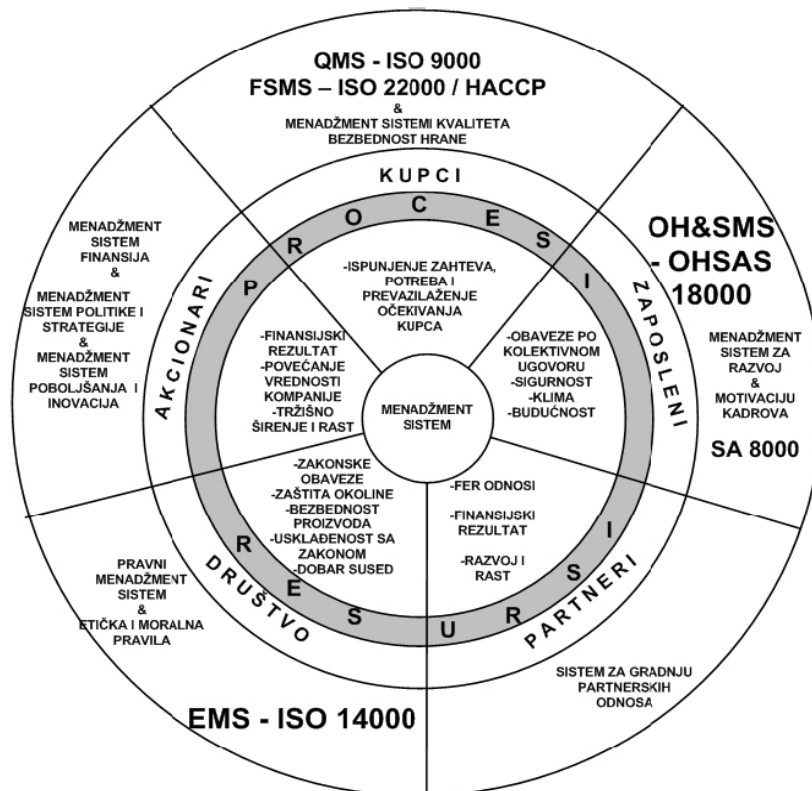 QMS - ISO 9000
FSMS – ISO 22000 / HACCP
&
MENADŽMENT SISTEMI KVALITETA
BEZBEDNOST HRANE
KUPCI
PROCESI
-ISPUNJENJE ZAHTEVA,
POTREBA I
PREVAZILAŽENJE
OČEKIVANJA
KUPCA
OH&SMS
- OHSAS
18000
MENADŽMENT
SISTEM ZA
RAZVOJ
&
MOTIVACIJU
KADROVA
SA 8000
ZAPOSLENI
-OBAVEZE PO
KOLEKTIVNOM
UGOVORU
-SIGURNOST
-KLIMA
-BUDUĆNOST
MENADŽMENT
SISTEM
FINANSIJA
&
MENADŽMENT
SISTEM POLITIKE I
STRATEGIJE
&
MENADŽMENT
SISTEM
POBOLJŠANJA I
INOVACIJA
AKCIONARI
-FINANSIJSKI
REZULTAT
-POVEĆANJE
VREDNOSTI
KOMPANIJE
-TRŽIŠNO
ŠIRENJE I RAST
MENADŽMENT
SISTEM
-ZAKONSKE
OBAVEZE
-ZAŠTITA OKOLINE
-BEZBEDNOST
PROIZVODA
-USKLAĐENOST SA
ZAKONOM
-DOBAR SUSED
-FER ODNOSI
-FINANSIJSKI
REZULTAT
-RAZVOJ I
RAST
RESURSI
DRUŠTVO
PARTNERI
PRAVNI
MENADŽMENT
SISTEM
&
ETIČKA I MORALNA
PRAVILA
EMS - ISO 14000
SISTEM ZA GRADNJU
PARTNERSKIH
ODNOSA